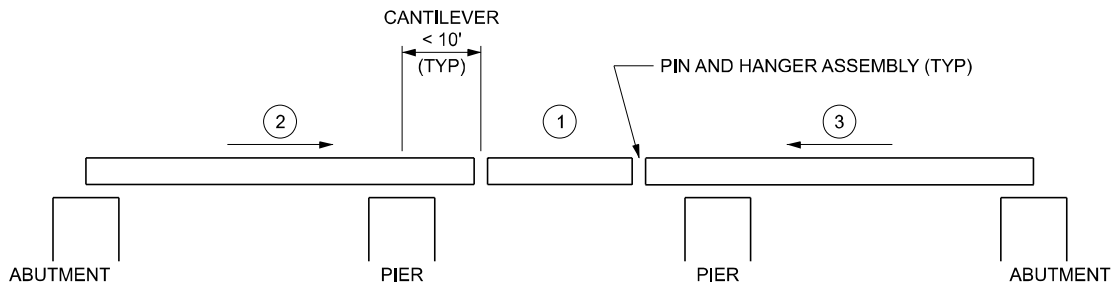 CANTILEVER
< 10'
(TYP)
PIN AND HANGER ASSEMBLY (TYP)
2
1
3
ABUTMENT
PIER
PIER
ABUTMENT